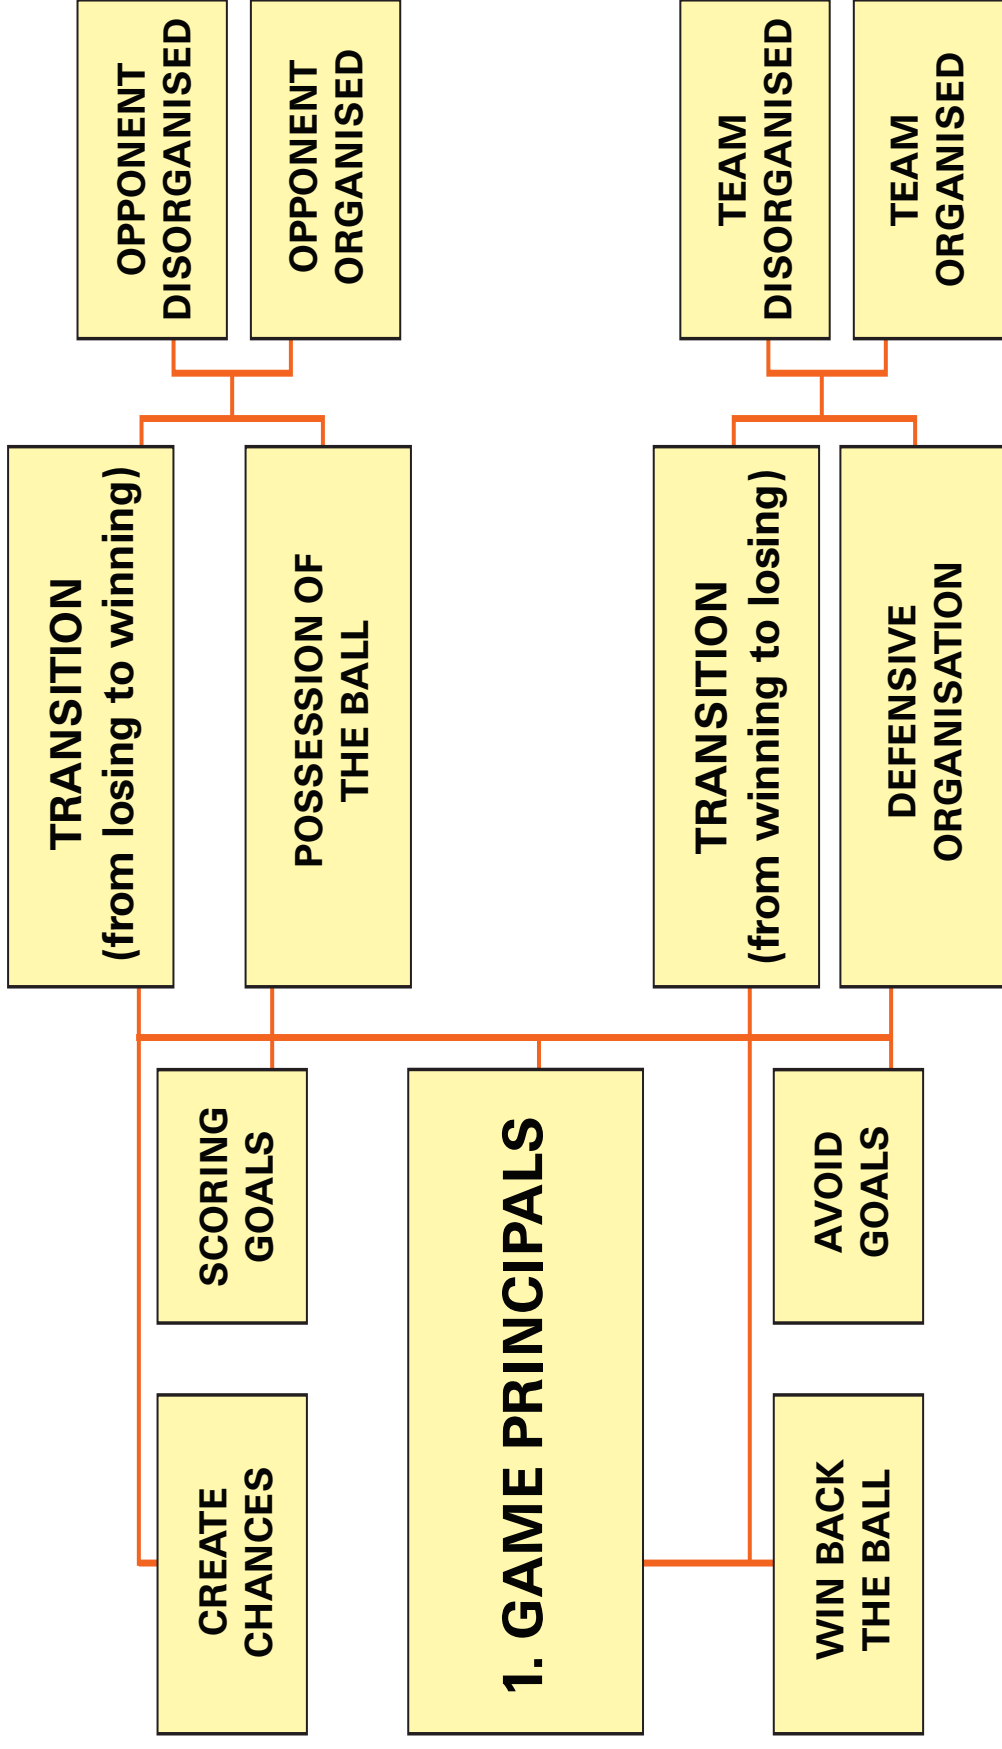 CREATE
CHANCES
SCORING
GOALS
TRANSITION
(from losing to winning)
OPPONENT
DISORGANISED
POSSESSION OF
THE BALL
OPPONENT
ORGANISED
1. GAME PRINCIPALS
WIN BACK
THE BALL
AVOID
GOALS
TRANSITION
(from winning to losing)
TEAM
DISORGANISED
DEFENSIVE
ORGANISATION
TEAM
ORGANISED